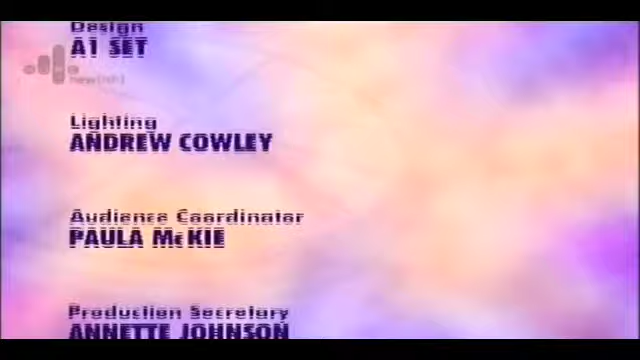 Design
A1 SET
Lighting
ANDREW COWLEY
Audience Coordinator
PAULA McKIE
Production Secretary
ANNETTE JOHNSON